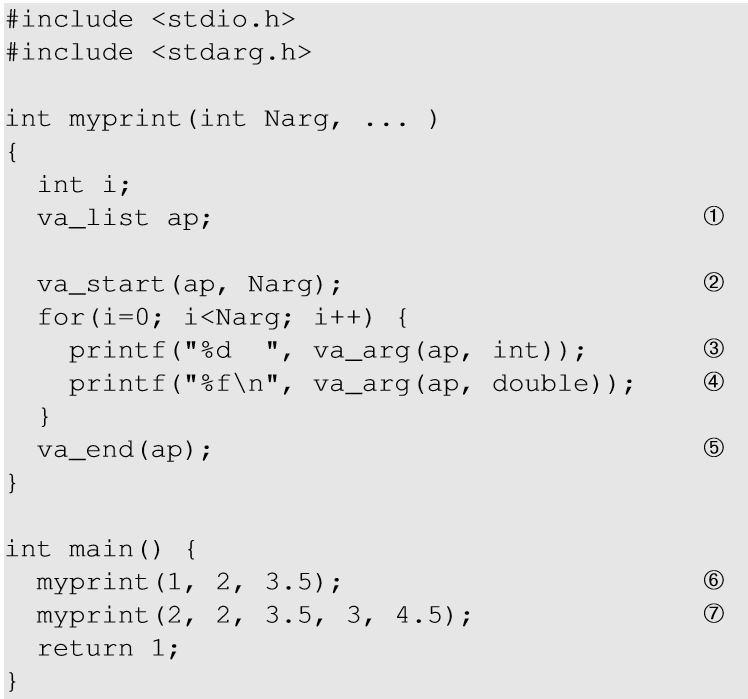 #include <stdio.h>
#include <stdarg.h>

int myprint(int Narg, ... )
{
  int i;
  va_list ap; ①

  va_start(ap, Narg); ②
  for(i=0; i<Narg; i++) {
    printf("%d  ", va_arg(ap, int)); ③
    printf("%f\n", va_arg(ap, double)); ④
  }
  va_end(ap); ⑤
}

int main() {
  myprint(1, 2, 3.5); ⑥
  myprint(2, 2, 3.5, 3, 4.5); ⑦
  return 1;
}